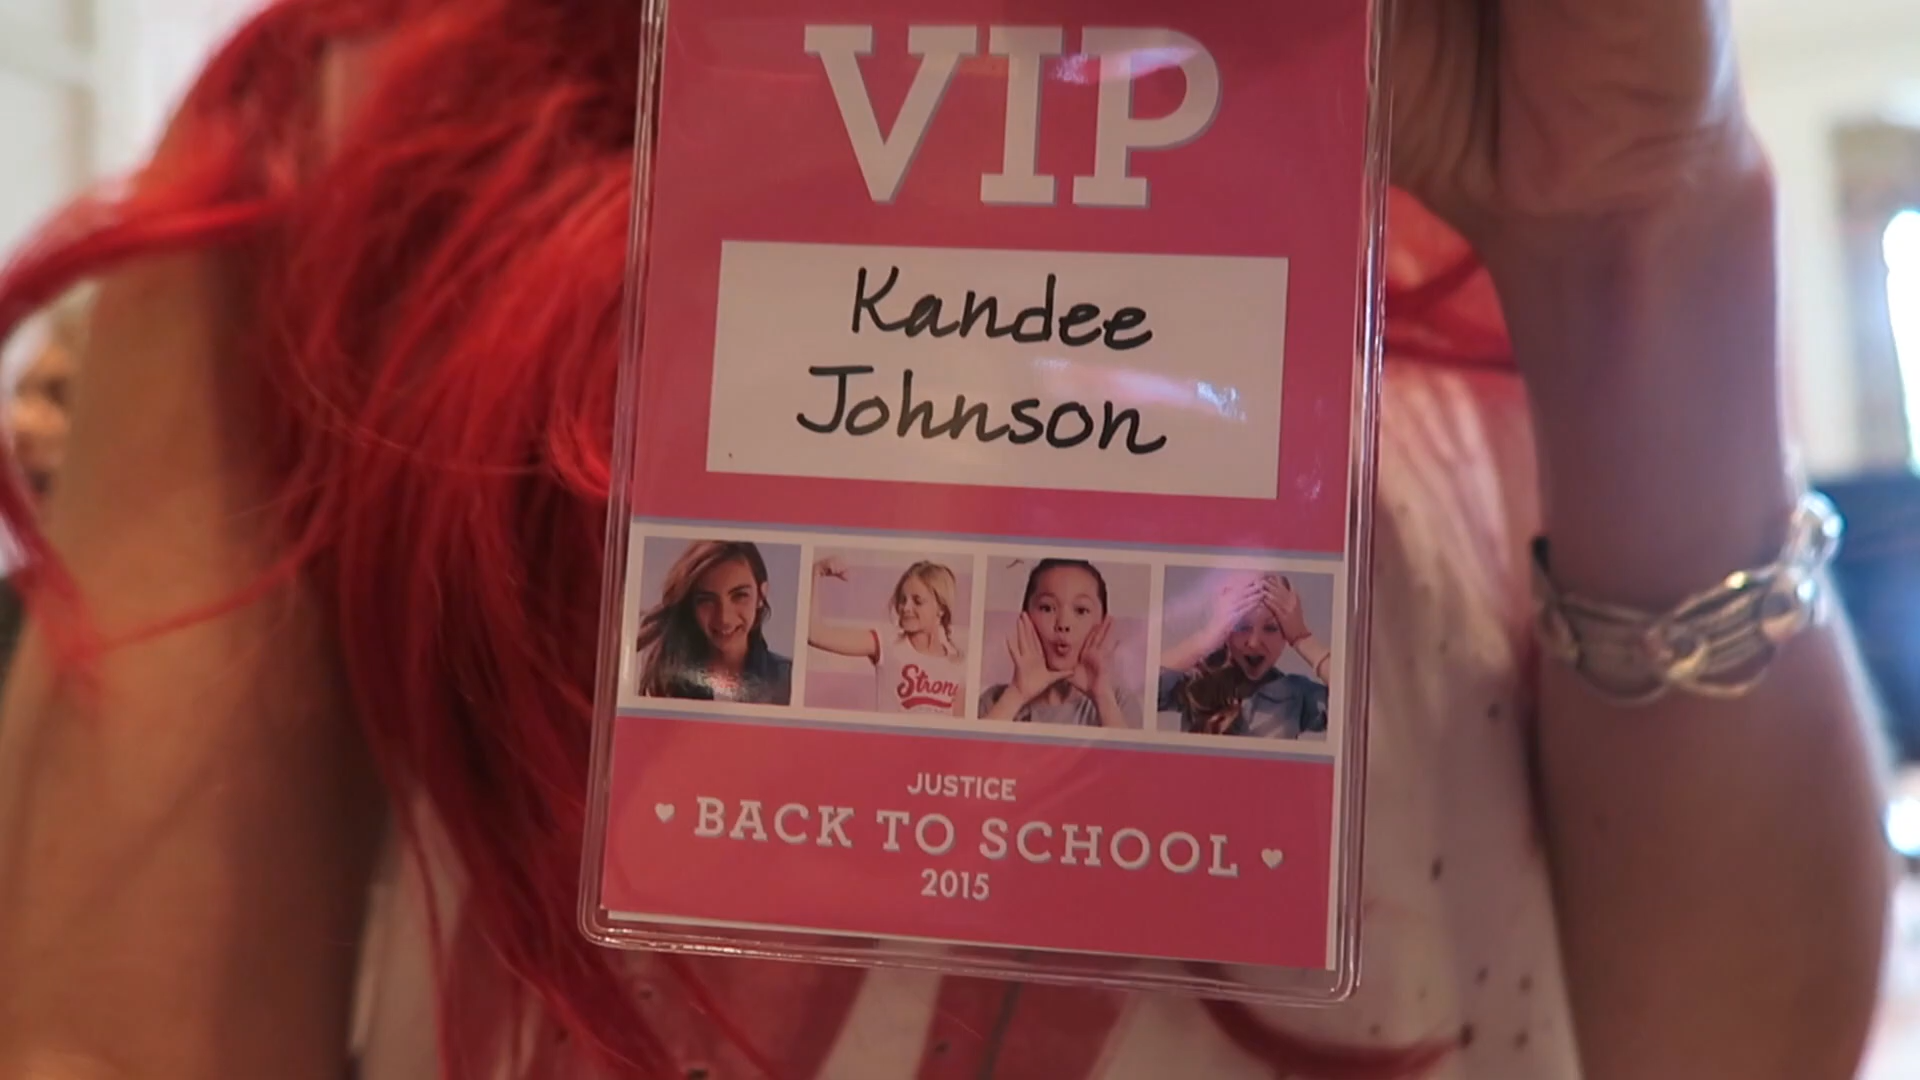 VIP
Kandee
Johnson
Strong
JUSTICE
♥ BACK TO SCHOOL ♥
2015